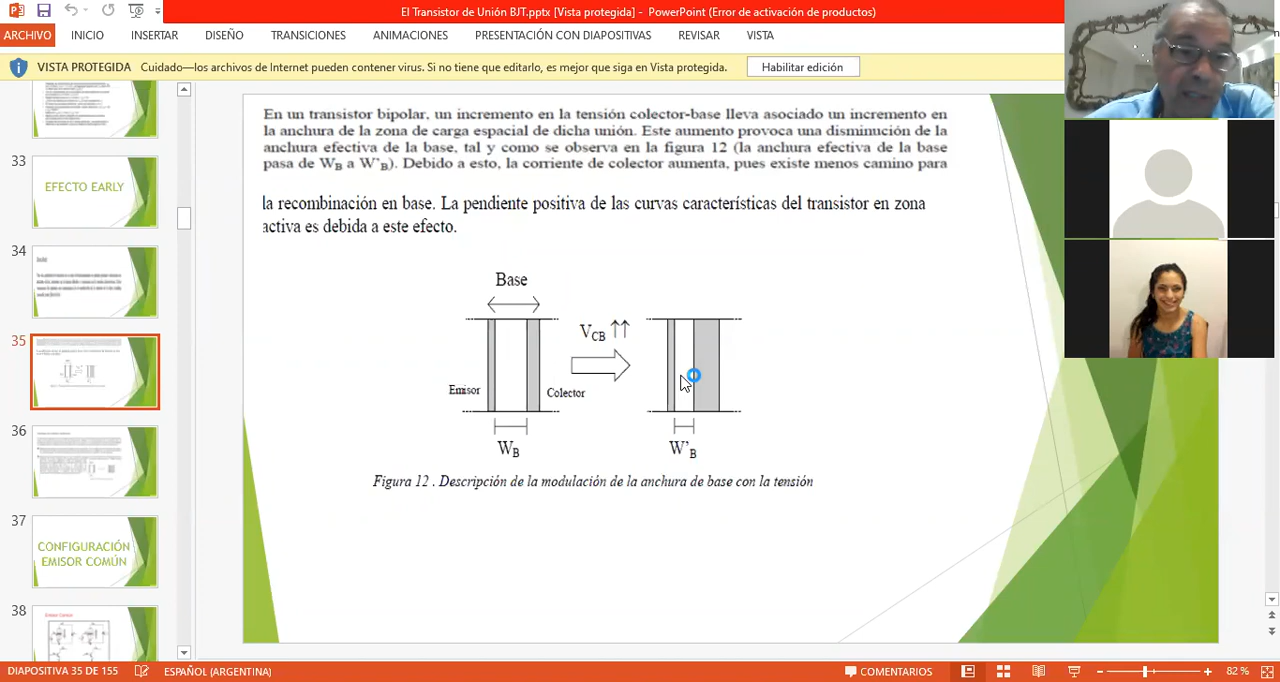 El Transistor de Unión BJT.pptx [Vista protegida] - PowerPoint (Error de activación de productos)
ARCHIVO INICIO INSERTAR DISEÑO TRANSICIONES ANIMACIONES PRESENTACIÓN CON DIAPOSITIVAS REVISAR VISTA
VISTA PROTEGIDA Cuidado—los archivos de Internet pueden contener virus. Si no tiene que editarlo, es mejor que siga en Vista protegida. Habilitar edición
33
EFECTO EARLY
34
35
36
37
CONFIGURACIÓN
EMISOR COMÚN
38
Emisor Común
En un transistor bipolar, un incremento en la tensión colector-base lleva asociado un incremento en
la anchura de la zona de carga espacial de dicha unión. Este aumento provoca una disminución de la
anchura efectiva de la base, tal y como se observa en la figura 12 (la anchura efectiva de la base
pasa de WB a W'B). Debido a esto, la corriente de colector aumenta, pues existe menos camino para
la recombinación en base. La pendiente positiva de las curvas características del transistor en zona
activa es debida a este efecto.
Base
VCB ↑↑
Emisor Colector
WB W'B
Figura 12 . Descripción de la modulación de la anchura de base con la tensión
DIAPOSITIVA 35 DE 155 ESPAÑOL (ARGENTINA) COMENTARIOS 82 %